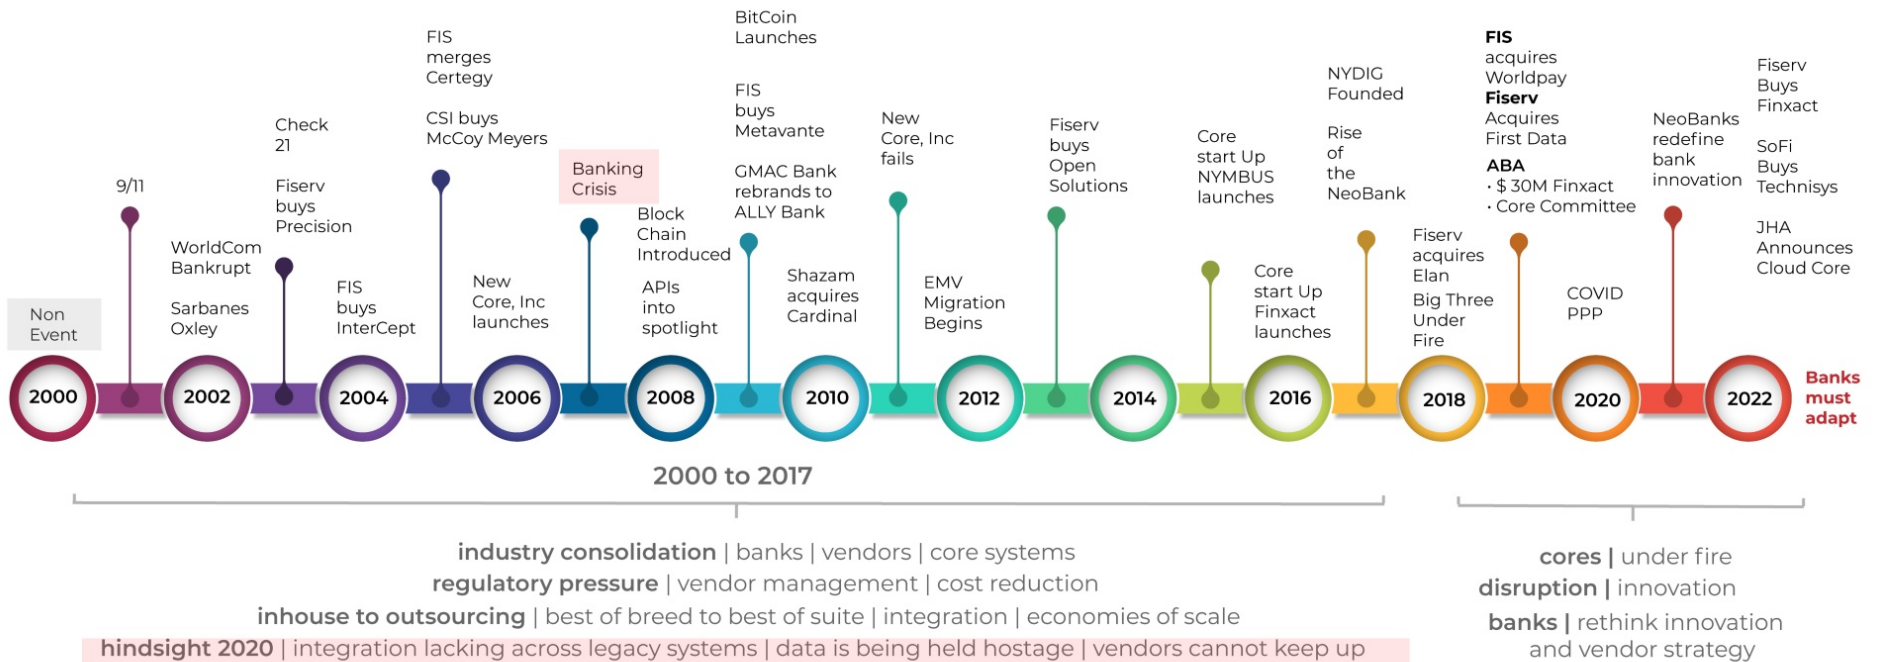 Non
Event
2000
9/11
WorldCom
Bankrupt
Sarbanes
Oxley
2002
Check
21
Fiserv
buys
Precision
FIS
buys
InterCept
2004
FIS
merges
Certegy
CSI buys
McCoy Meyers
New
Core, Inc
launches
2006
Banking
Crisis
Block
Chain
Introduced
APIs
into
spotlight
2008
BitCoin
Launches
FIS
buys
Metavante
GMAC Bank
rebrands to
ALLY Bank
Shazam
acquires
Cardinal
2010
New
Core, Inc
fails
EMV
Migration
Begins
2012
Fiserv
buys
Open
Solutions
2014
Core
start Up
NYMBUS
launches
Core
start Up
Finxact
launches
2016
NYDIG
Founded
Rise
of
the
NeoBank
Fiserv
acquires
Elan
Big Three
Under
Fire
2018
FIS
acquires
Worldpay
Fiserv
Acquires
First Data
ABA
• $ 30M Finxact
• Core Committee
COVID
PPP
2020
NeoBanks
redefine
bank
innovation
Fiserv
Buys
Finxact
SoFi
Buys
Technisys
JHA
Announces
Cloud Core
2022
Banks
must
adapt
2000 to 2017
industry consolidation | banks | vendors | core systems
regulatory pressure | vendor management | cost reduction
inhouse to outsourcing | best of breed to best of suite | integration | economies of scale
hindsight 2020 | integration lacking across legacy systems | data is being held hostage | vendors cannot keep up
cores | under fire
disruption | innovation
banks | rethink innovation
and vendor strategy